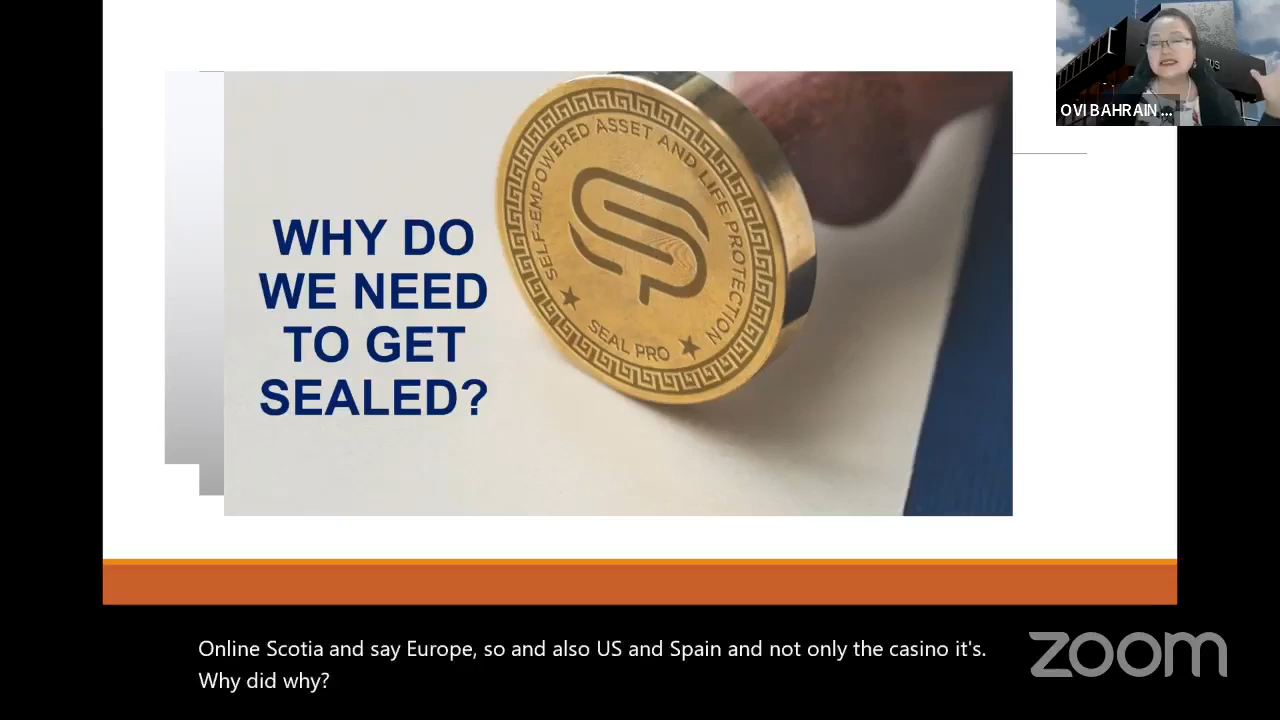 OVI BAHRAIN ...
SELF-EMPOWERED ASSET AND LIFE PROTECTION
SEAL PRO
WHY DO
WE NEED
TO GET
SEALED?
Online Scotia and say Europe, so and also US and Spain and not only the casino it's.
Why did why?
zoom